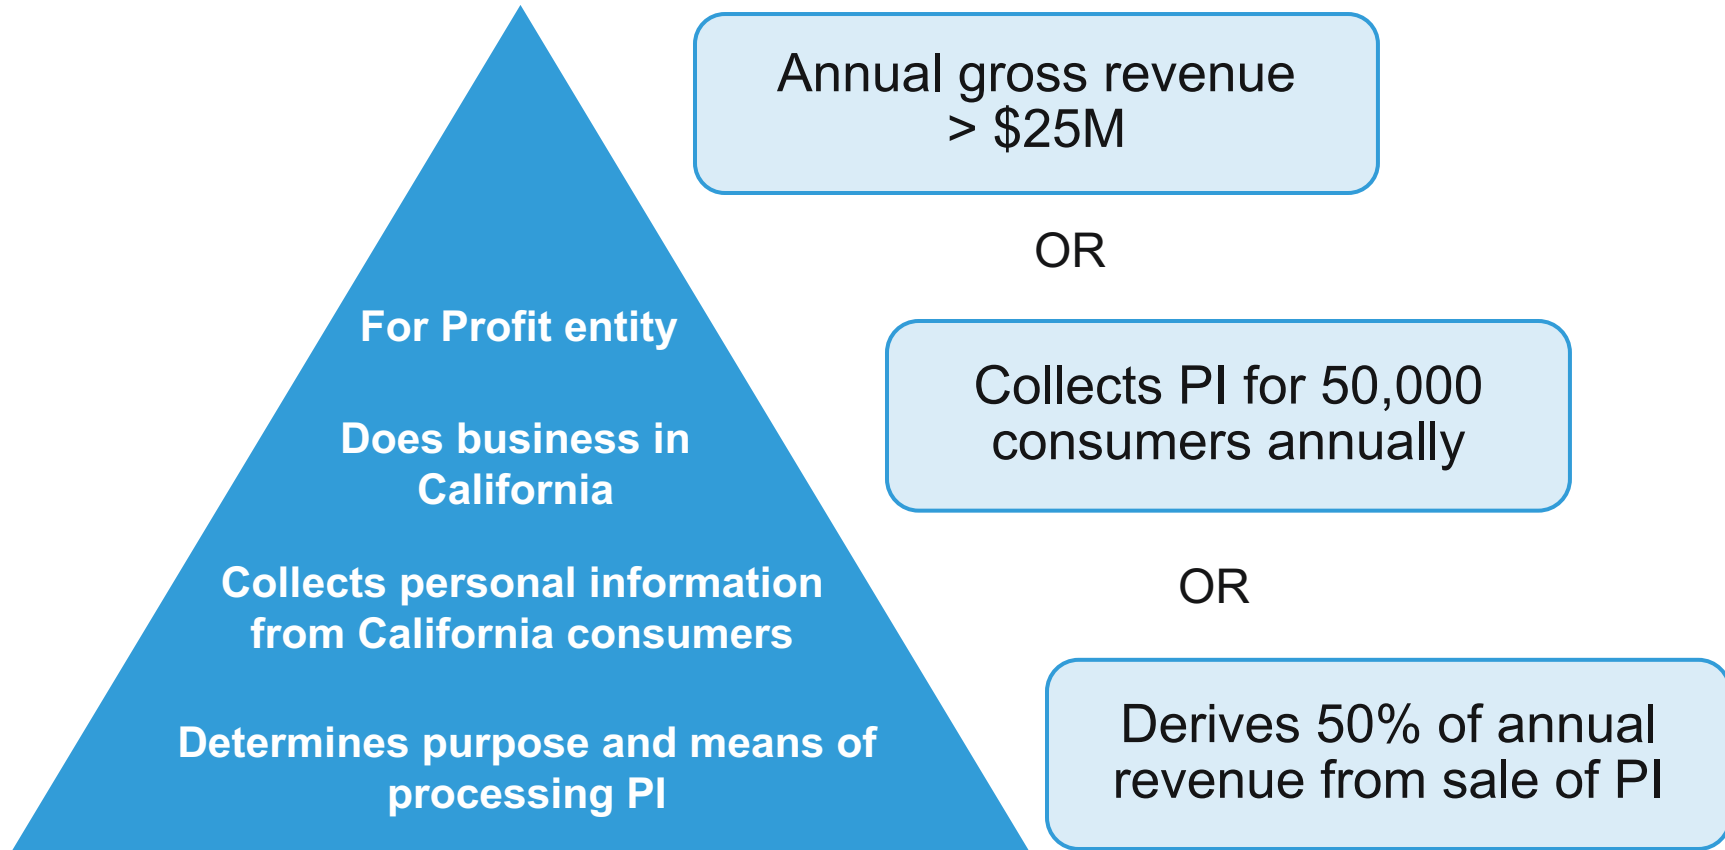 For Profit entity
Does business in
California
Collects personal information
from California consumers
Determines purpose and means of
processing PI
Annual gross revenue
> $25M
OR
Collects PI for 50,000
consumers annually
OR
Derives 50% of annual
revenue from sale of PI